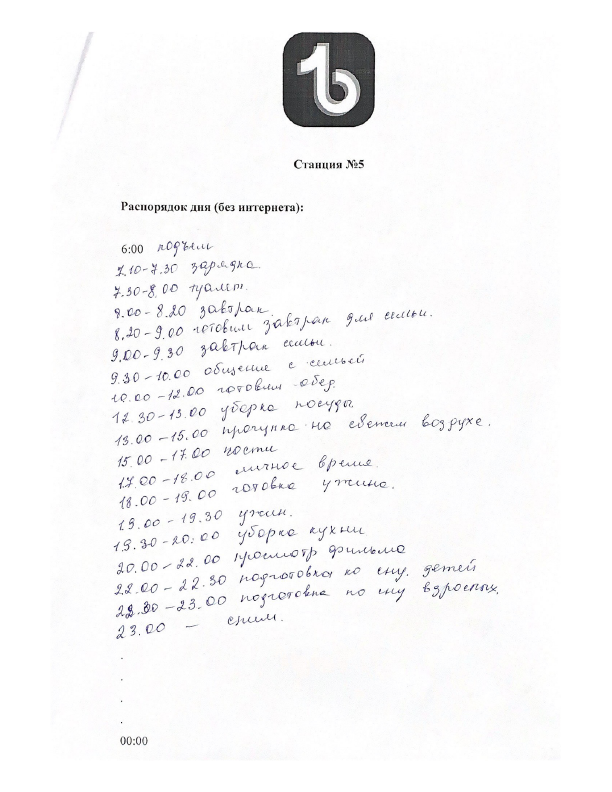 Станция №5
Распорядок дня (без интернета):
6:00 подъем
7.10-7.30 зарядка
7.30-8.00 туалет.
8.00-8.20 завтрак.
8.20-9.00 готовим завтрак для семьи.
9.00-9.30 завтрак семьи.
9.30-10.00 общение с семьёй
10.00-12.00 готовим обед.
12.30-13.00 уборка посуды
13.00-15.00 прогулка на свежем воздухе.
15.00-17.00 гости
17.00-18.00 личное время.
18.00-19.00 готовка ужина.
19.00-19.30 ужин.
19.30-20:00 уборка кухни
20.00-22.00 просмотр фильма
22.00-22.30 подготовка ко сну. детей
22.30-23.00 подготовка по сну взрослых.
23.00 - спим.
.
.
.
.
00:00